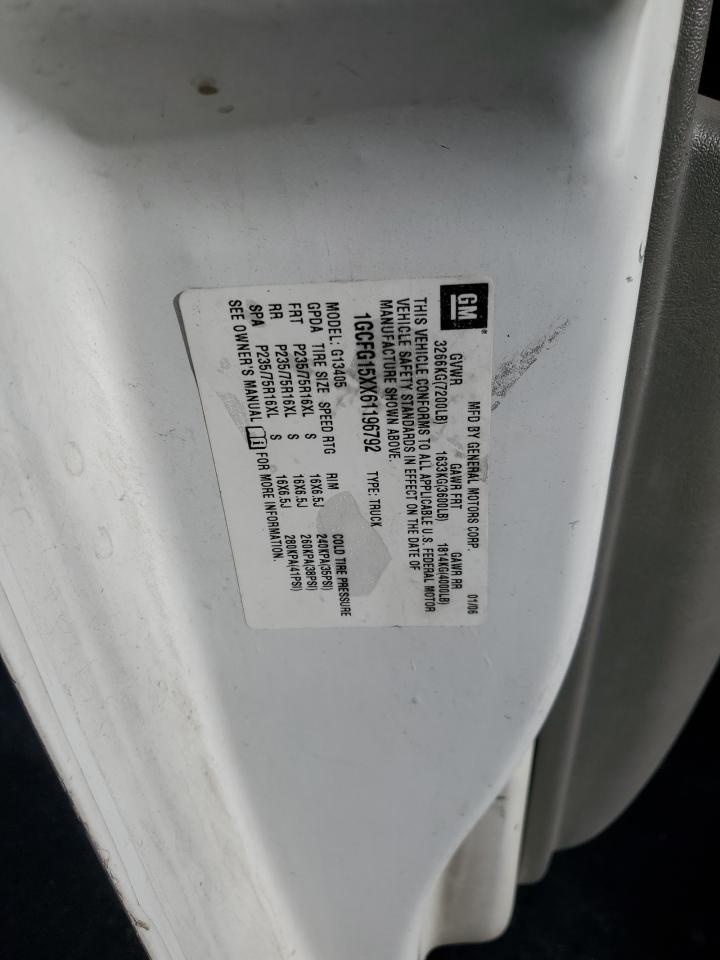 GM®
MFD BY GENERAL MOTORS CORP. 01/06
GVWR GAWR FRT GAWR RR
3266KG(7200LB) 1633KG(3600LB) 1814KG(4000LB)
THIS VEHICLE CONFORMS TO ALL APPLICABLE U.S. FEDERAL MOTOR
VEHICLE SAFETY STANDARDS IN EFFECT ON THE DATE OF
MANUFACTURE SHOWN ABOVE.
1GCFG15XX61196792 TYPE: TRUCK
MODEL: G13405
GPDA TIRE SIZE SPEED RTG RIM COLD TIRE PRESSURE
FRT P235/75R16XL S 16X6.5J 240KPA(35PSI)
RR P235/75R16XL S 16X6.5J 260KPA(38PSI)
SPA P235/75R16XL S 16X6.5J 280KPA(41PSI)
SEE OWNER'S MANUAL i FOR MORE INFORMATION.